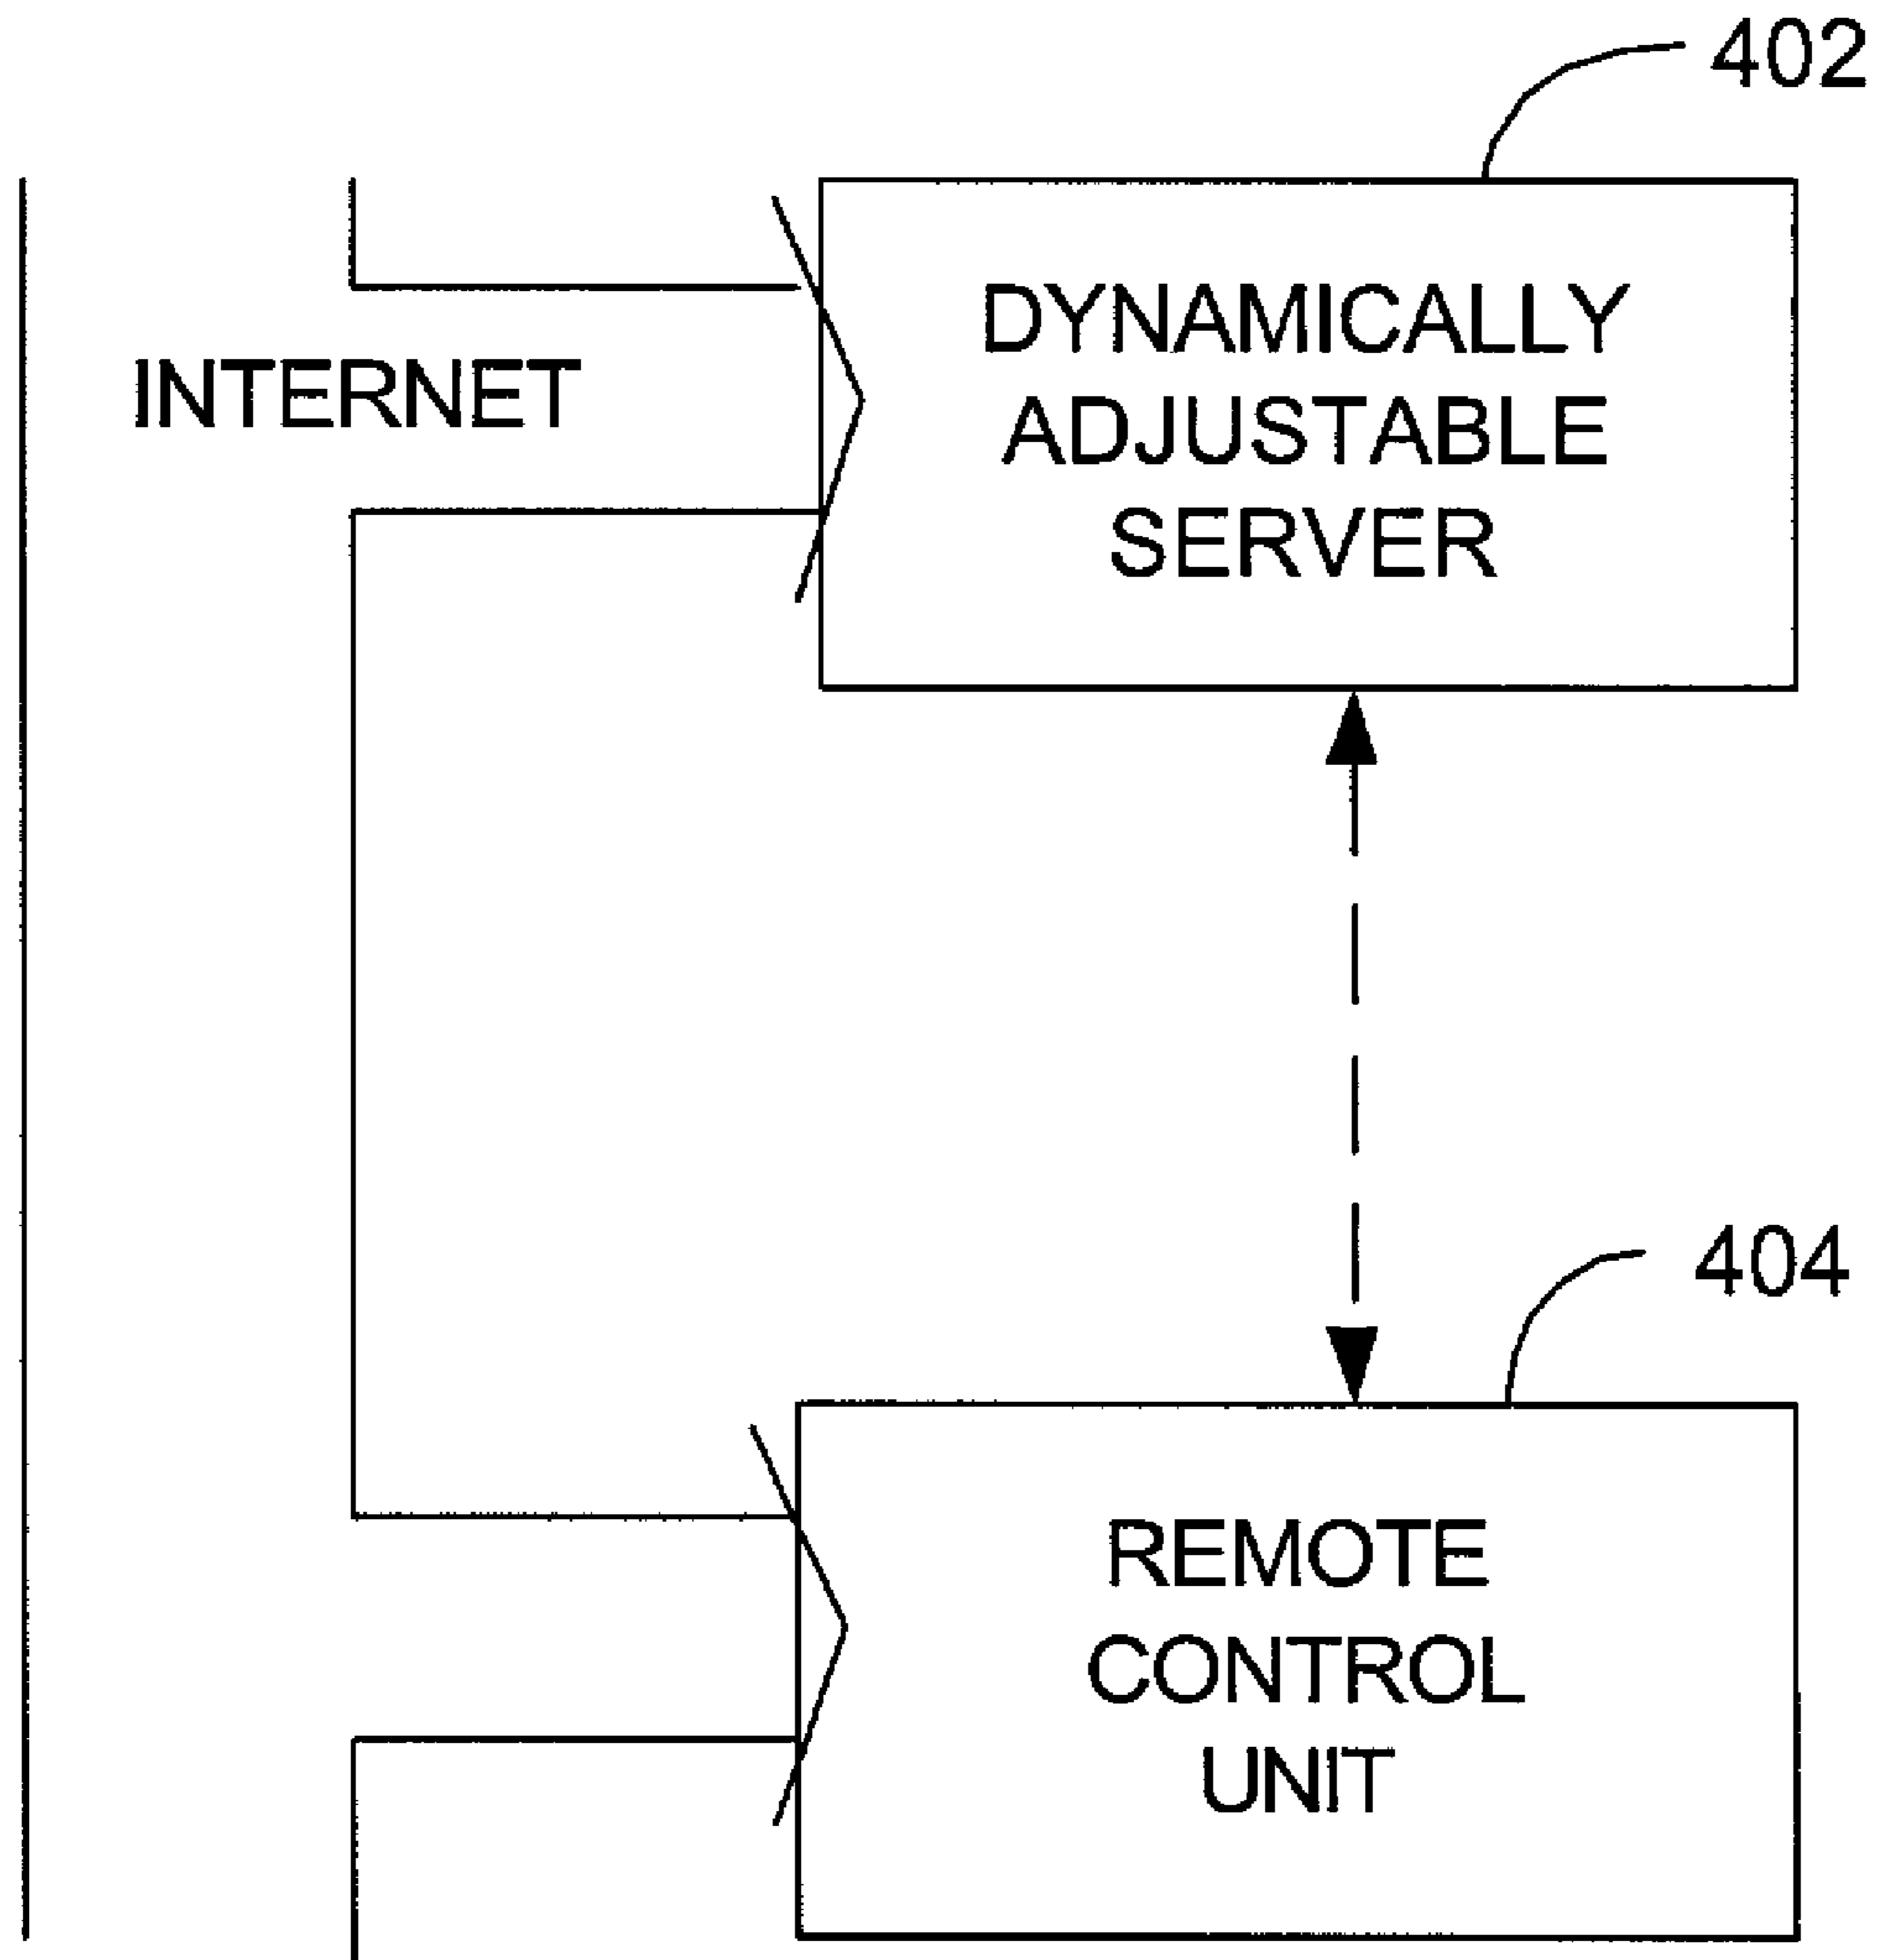 402
INTERNET
DYNAMICALLY
ADJUSTABLE
SERVER
404
REMOTE
CONTROL
UNIT